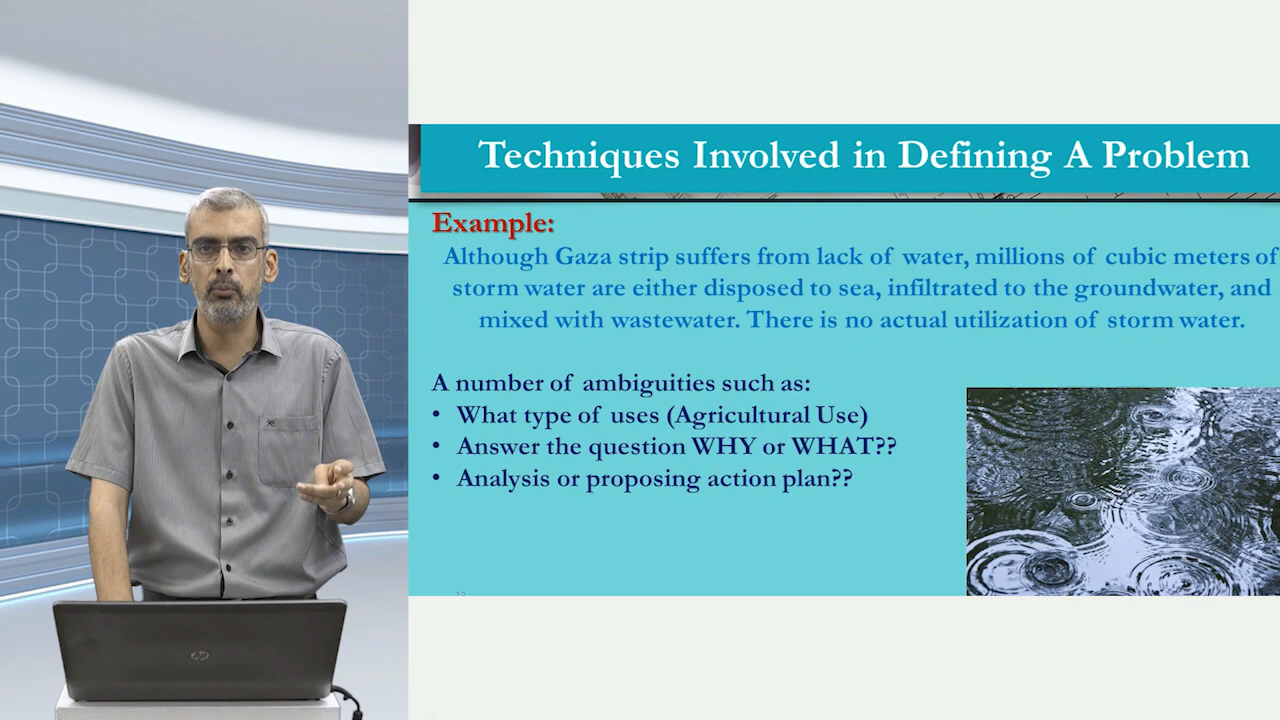 Techniques Involved in Defining A Problem
Example:
Although Gaza strip suffers from lack of water, millions of cubic meters of
storm water are either disposed to sea, infiltrated to the groundwater, and
mixed with wastewater. There is no actual utilization of storm water.
A number of ambiguities such as:
• What type of uses (Agricultural Use)
• Answer the question WHY or WHAT??
• Analysis or proposing action plan??
23
hp